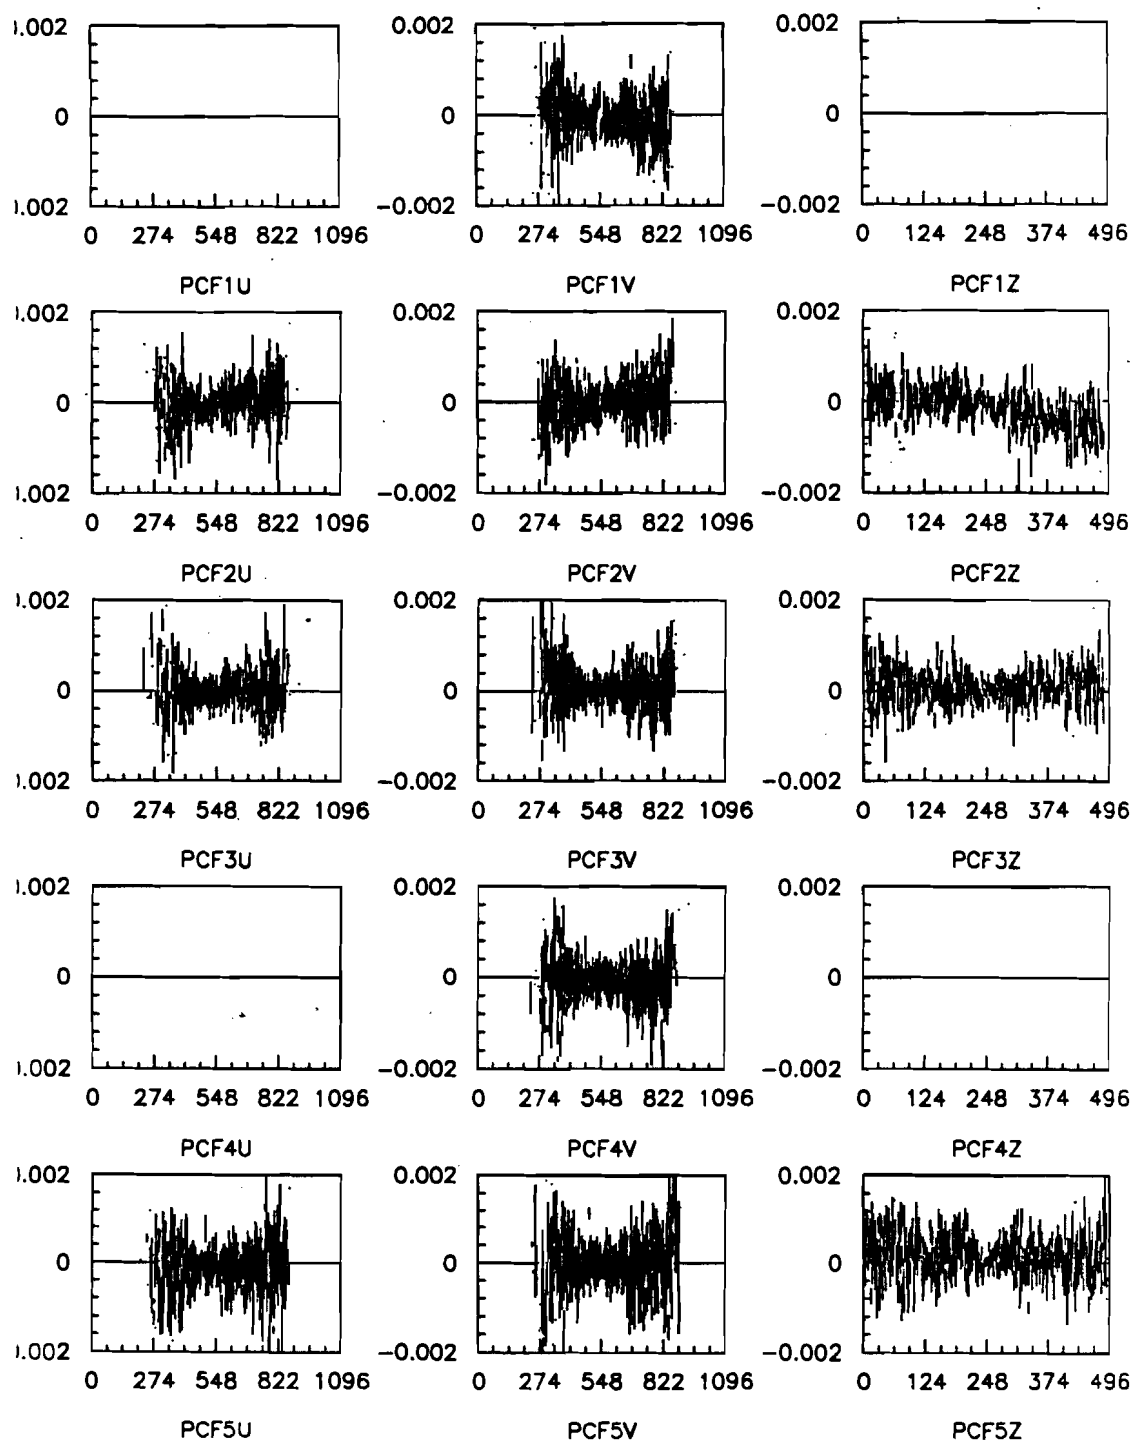 ).002 0.002 0.002
0 0 0
).002 -0.002 -0.002
0 274 548 822 1096 0 274 548 822 1096 0 124 248 374 496
PCF1U PCF1V PCF1Z
).002 0.002 0.002
0 0 0
).002 -0.002 -0.002
0 274 548 822 1096 0 274 548 822 1096 0 124 248 374 496
PCF2U PCF2V PCF2Z
).002 0.002 0.002
0 0 0
).002 -0.002 -0.002
0 274 548 822 1096 0 274 548 822 1096 0 124 248 374 496
PCF3U PCF3V PCF3Z
).002 0.002 0.002
0 0 0
).002 -0.002 -0.002
0 274 548 822 1096 0 274 548 822 1096 0 124 248 374 496
PCF4U PCF4V PCF4Z
).002 0.002 0.002
0 0 0
).002 -0.002 -0.002
0 274 548 822 1096 0 274 548 822 1096 0 124 248 374 496
PCF5U PCF5V PCF5Z